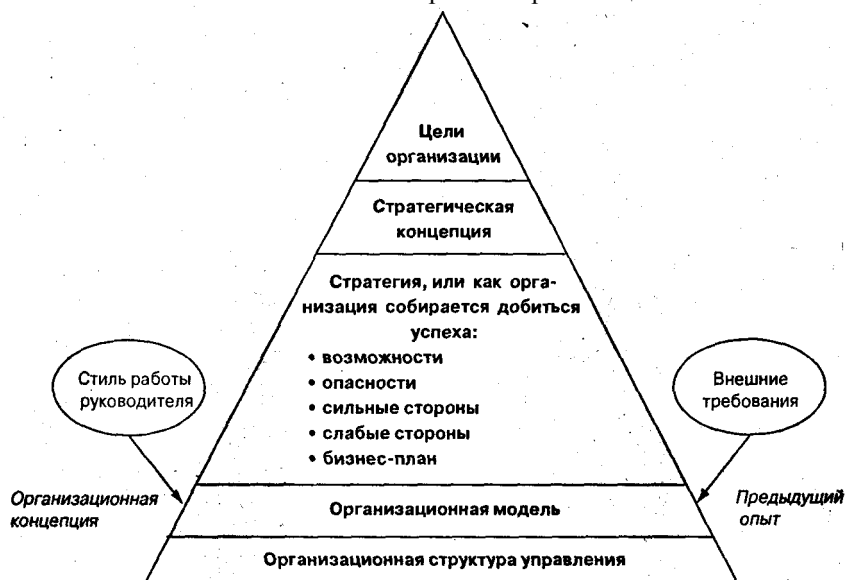 Цели
организации
Стратегическая
концепция
Стратегия, или как орга-
низация собирается добиться
успеха:
• возможности
• опасности
• сильные стороны
• слабые стороны
• бизнес-план
Стиль работы
руководителя
Внешние
требования
Организационная
концепция
Организационная модель
Предыдущий
опыт
Организационная структура управления